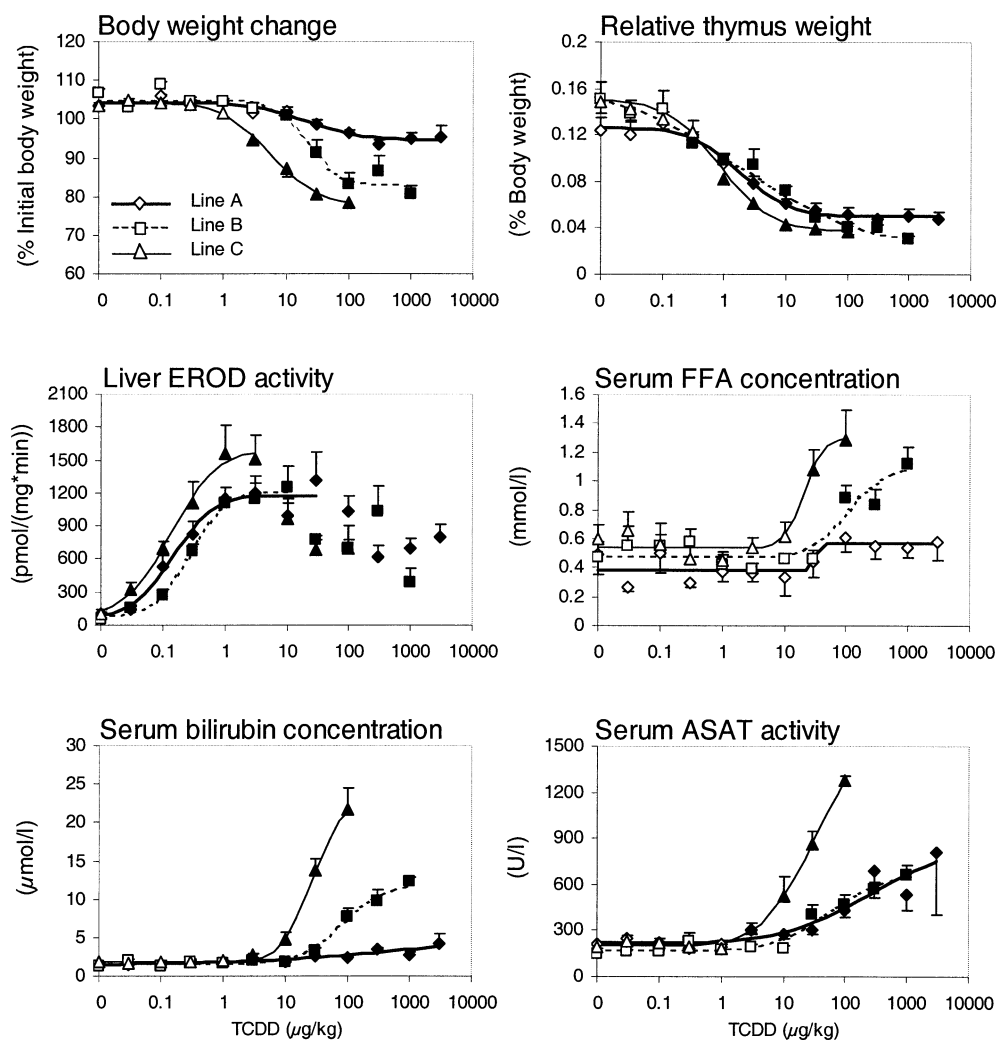 Body weight change
Relative thymus weight
(% Initial body weight)
120
110
100
90
80
70
60
Line A
Line B
Line C
0 0.1 1 10 100 1000 10000
(% Body weight)
0.2
0.16
0.12
0.08
0.04
0
0 0.1 1 10 100 1000 10000
Liver EROD activity
Serum FFA concentration
(pmol/(mg*min))
2100
1800
1500
1200
900
600
300
0
0 0.1 1 10 100 1000 10000
(mmol/l)
1.6
1.4
1.2
1
0.8
0.6
0.4
0.2
0
0 0.1 1 10 100 1000 10000
Serum bilirubin concentration
Serum ASAT activity
(µmol/l)
30
25
20
15
10
5
0
0 0.1 1 10 100 1000 10000
TCDD (µg/kg)
(U/l)
1500
1200
900
600
300
0
0 0.1 1 10 100 1000 10000
TCDD (µg/kg)